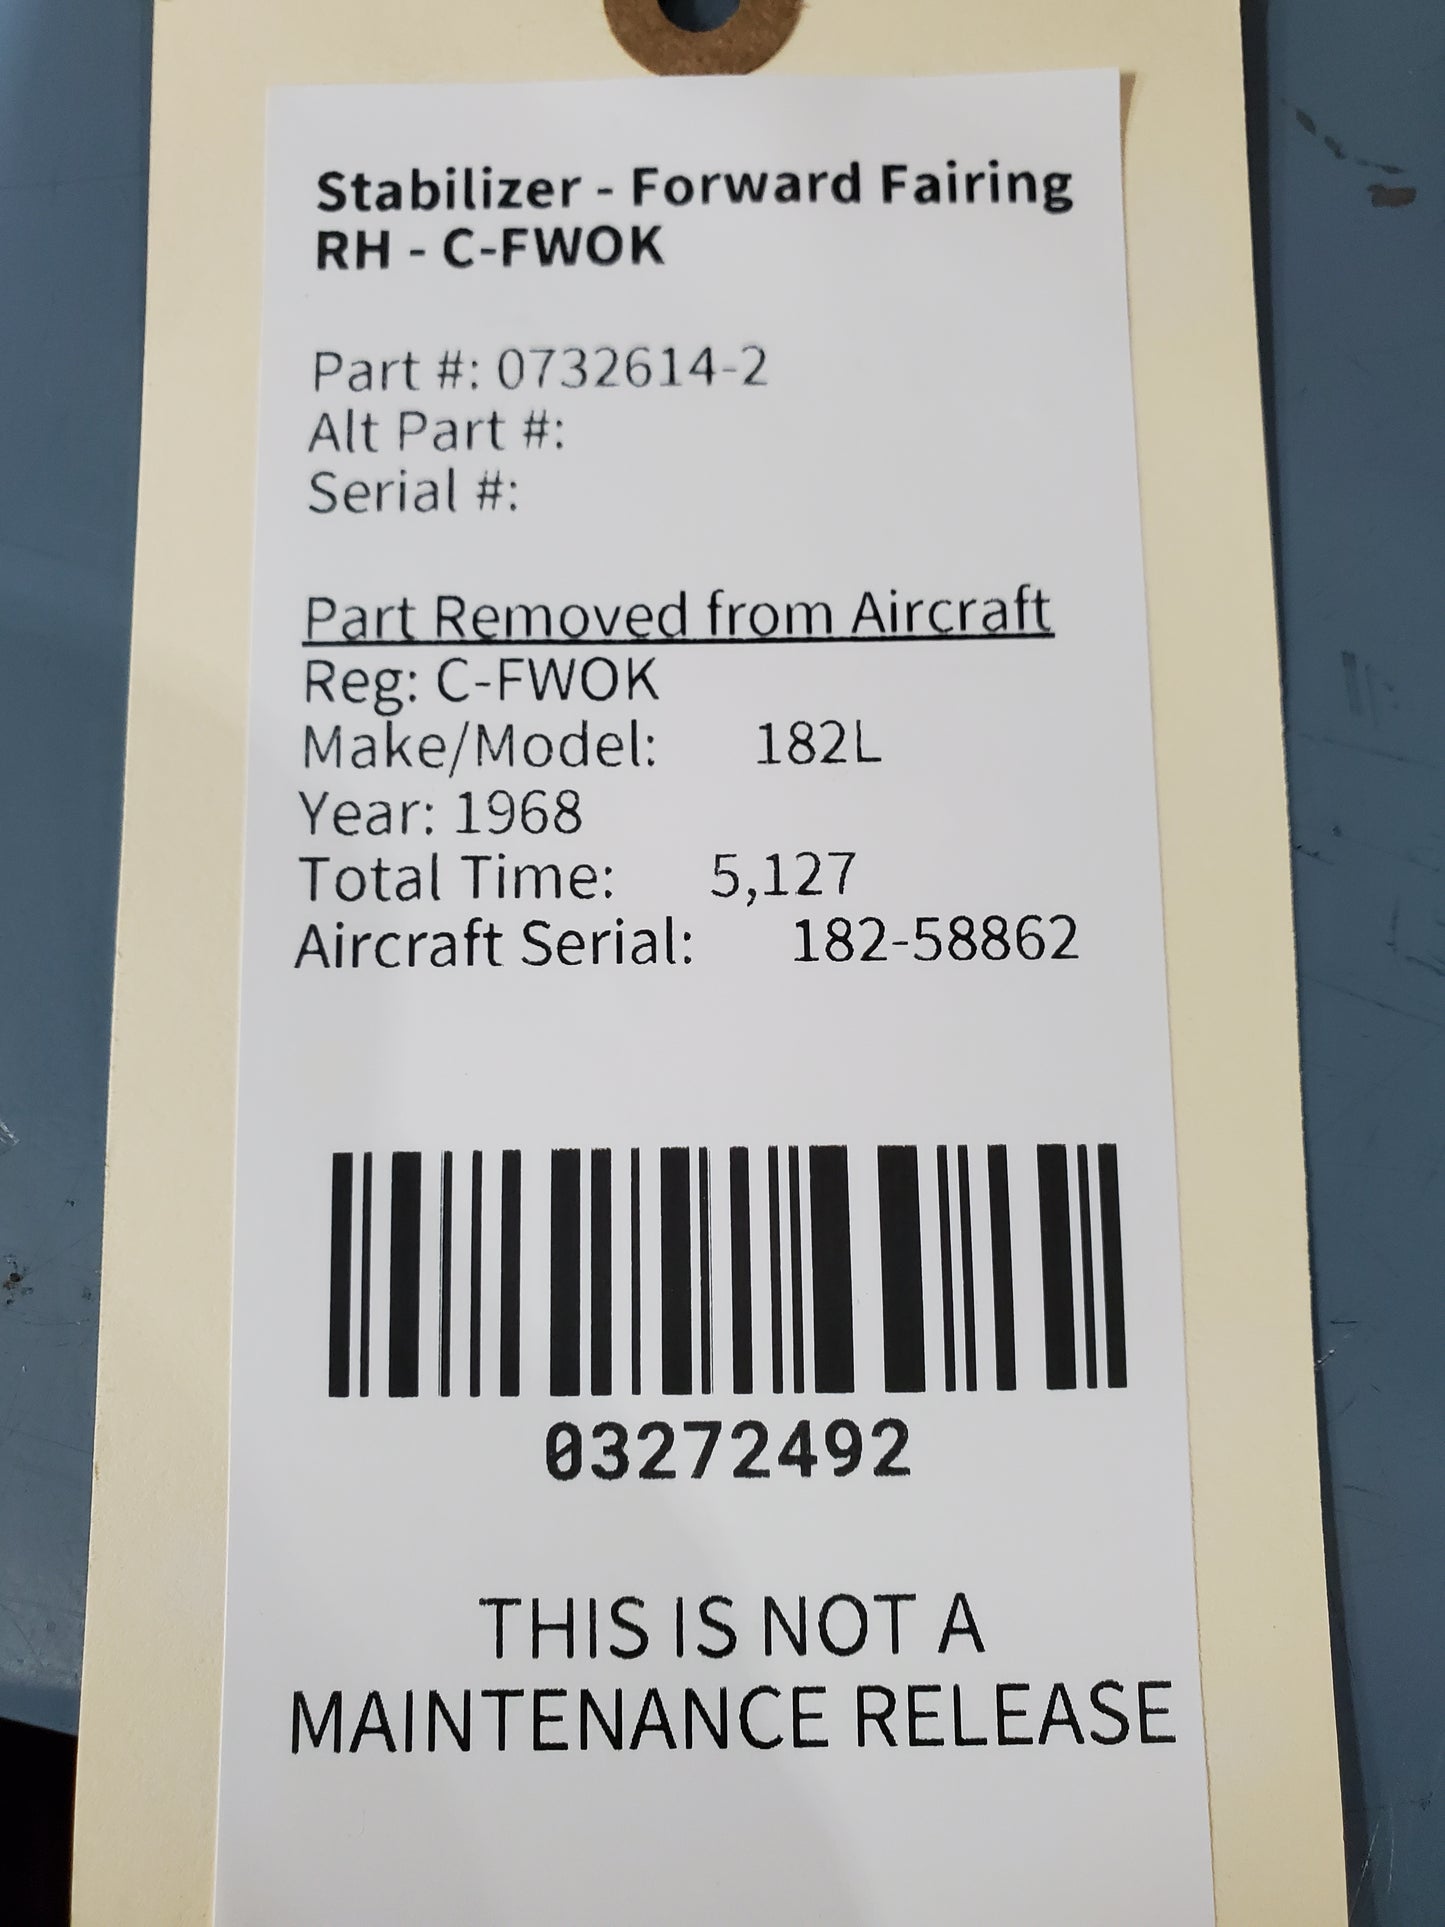 Stabilizer - Forward Fairing
RH - C-FWOK
Part #: 0732614-2
Alt Part #:
Serial #:
Part Removed from Aircraft
Reg: C-FWOK
Make/Model: 182L
Year: 1968
Total Time: 5,127
Aircraft Serial: 182-58862
03272492
THIS IS NOT A
MAINTENANCE RELEASE